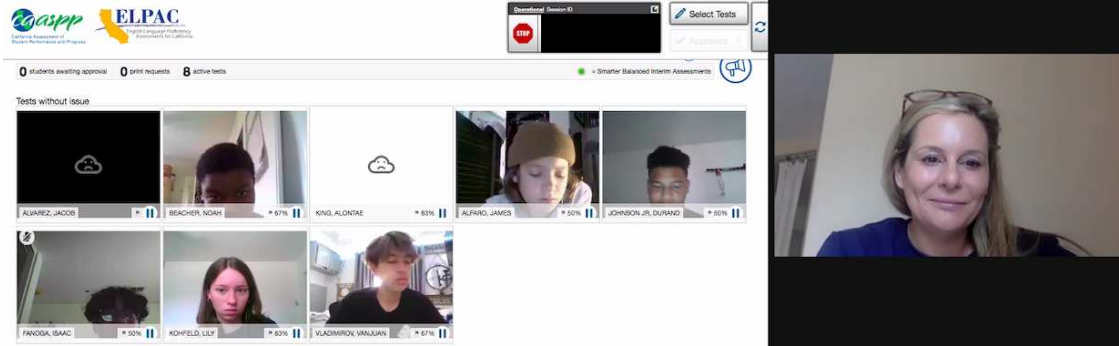 caaspp
California Assessment of
Student Performance and Progress
ELPAC
English Language Proficiency
Assessments for California
Operational Session ID
STOP
Select Tests
Approvals
0 students awaiting approval 0 print requests 8 active tests
= Smarter Balanced Interim Assessments
Tests without issue
ALVAREZ, JACOB
BEACHER, NOAH 67%
KING, ALONTAE 83%
ALFARO, JAMES 50%
JOHNSON JR, DURAND 50%
FANOGA, ISAAC 50%
KOHFELD, LILY 83%
VLADIMIROV, VANJUAN 67%